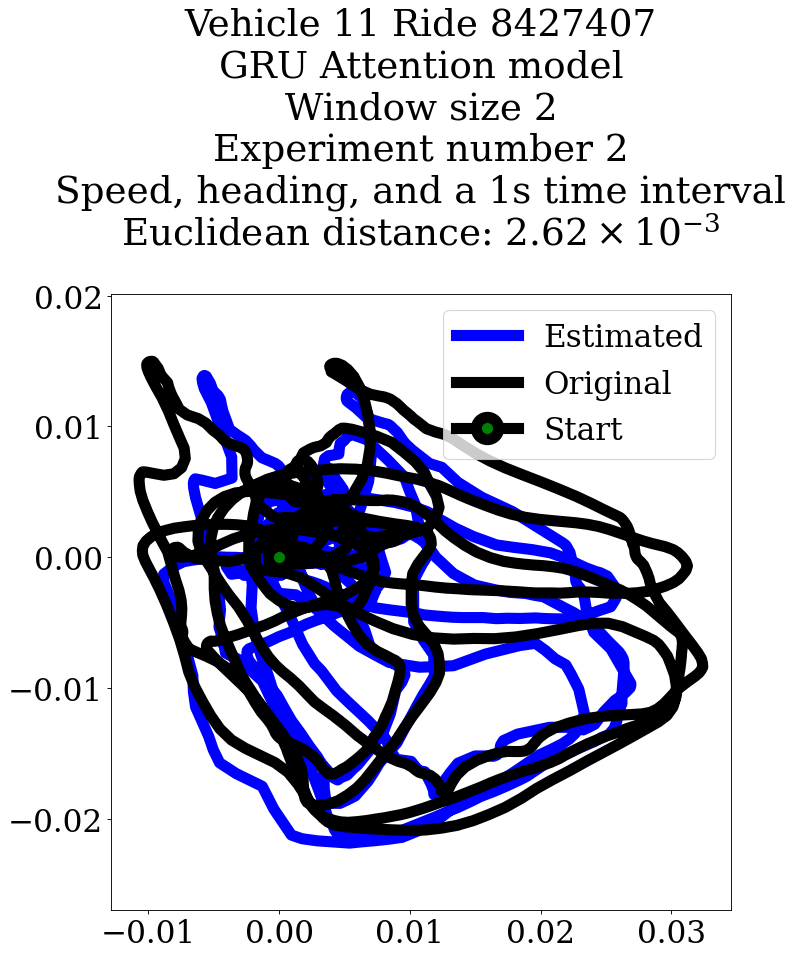 Vehicle 11 Ride 8427407
GRU Attention model
Window size 2
Experiment number 2
Speed, heading, and a 1s time interval
Euclidean distance: 2.62 × 10⁻³
0.02
Estimated
Original
Start
0.01
0.00
−0.01
−0.02
−0.01 0.00 0.01 0.02 0.03